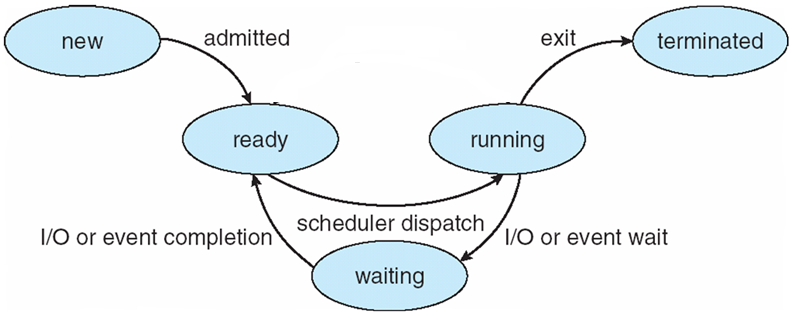 new
admitted
exit
terminated
ready
running
scheduler dispatch
I/O or event completion
I/O or event wait
waiting